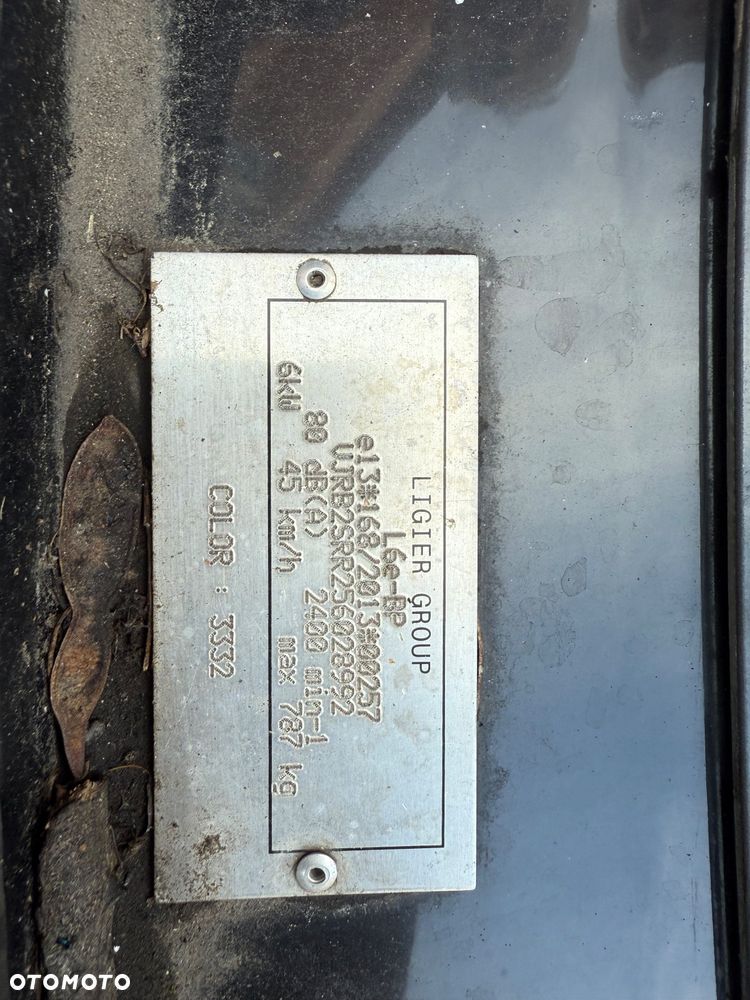 LIGIER GROUP
L6e-BP
e13*168/2013*00257
VJRB2SRR256028992
80 dB(A) 2400 min-1
6kW 45 km/h max 787 kg
COLOR : 3332
OTOMOTO